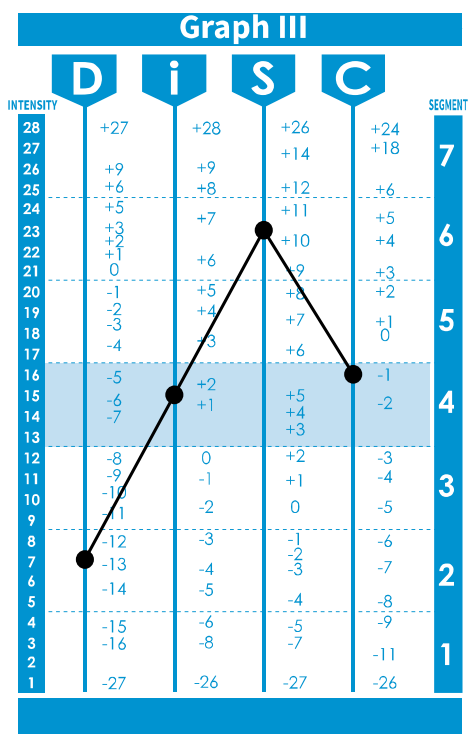 Graph III
D i S C
INTENSITY SEGMENT
28 +27 +28 +26 +24
27 +14 +18 7
26 +9 +9
25 +6 +8 +12 +6
24 +5 +7 +11 +5
23 +3 6
+2 +10 +4
22 +1 +6
21 0 +9 +3
20 -1 +5 +8 +2
19 -2 +4 5
-3 +7 +1
18 0
17 -4 +3 +6
16 -5 +2 -1
15 -6 +1 +5 -2 4
14 -7 +4
13 +3
12 -8 0 +2 -3
11 -9 -1 +1 -4 3
10 -10 -2 0 -5
9 -11
8 -12 -3 -1 -6
-2
7 -13 -4 -3 -7 2
6 -14 -5
5 -4 -8
4 -15 -6 -5 -9
3 -16 -8 -7 1
2 -11
1 -27 -26 -27 -26